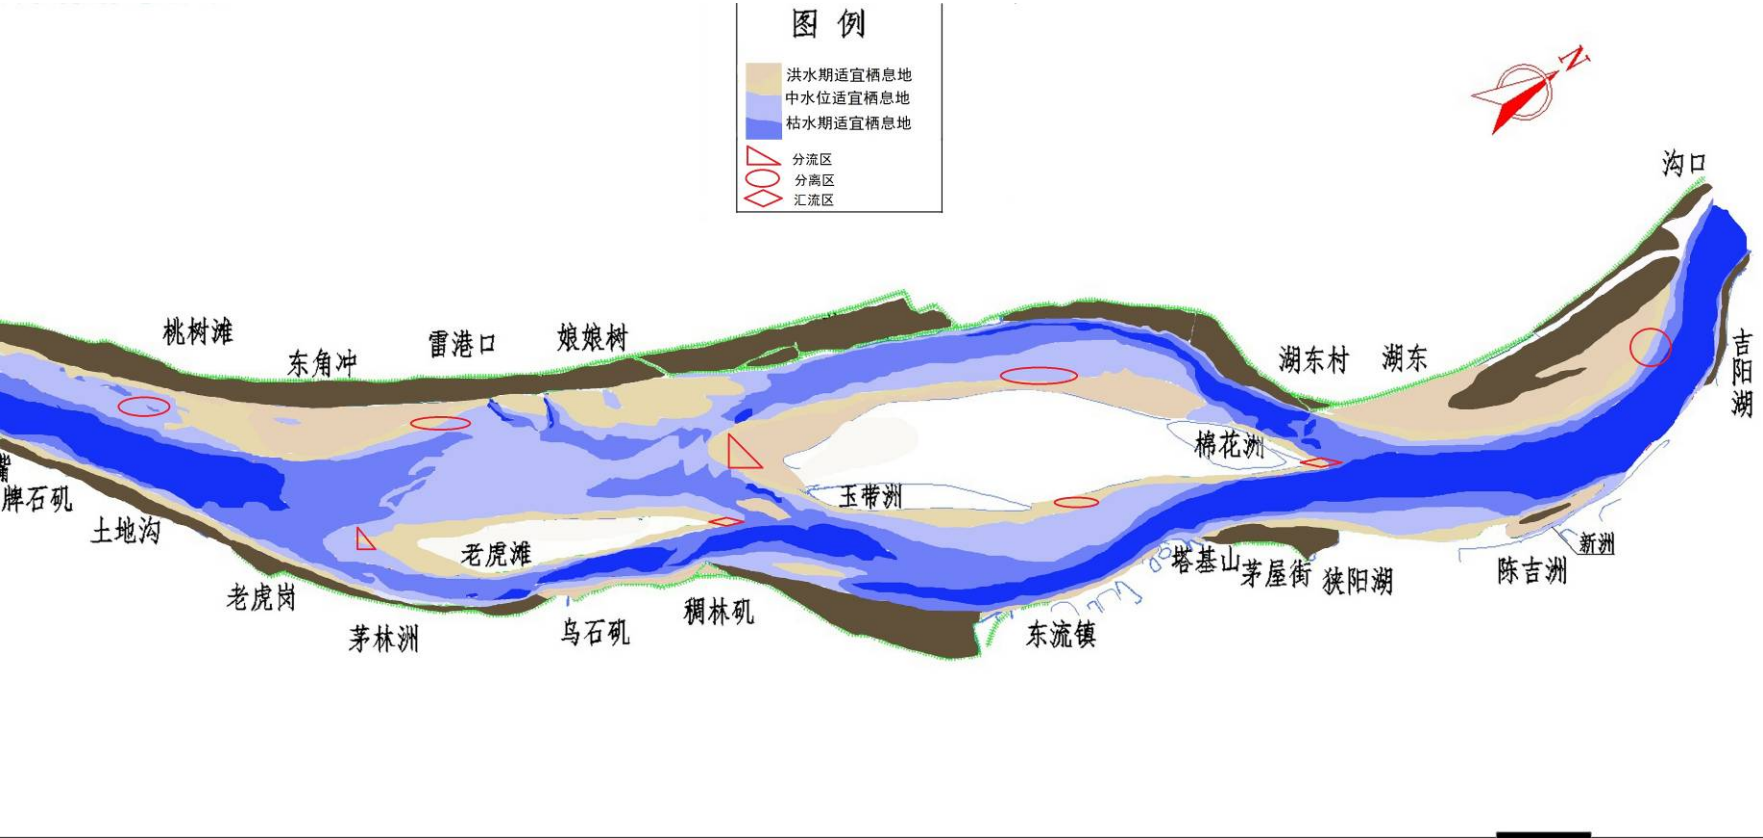 图 例
洪水期适宜栖息地
中水位适宜栖息地
枯水期适宜栖息地
分流区
分离区
汇流区
N
沟口
桃树滩
东角冲
雷港口
娘娘树
湖东村
湖东
吉阳湖
棉花洲
玉带洲
牌石矶
土地沟
老虎滩
老虎岗
茅林洲
乌石矶
稠林矶
东流镇
塔基山
茅屋街
狭阳湖
陈吉洲
新洲